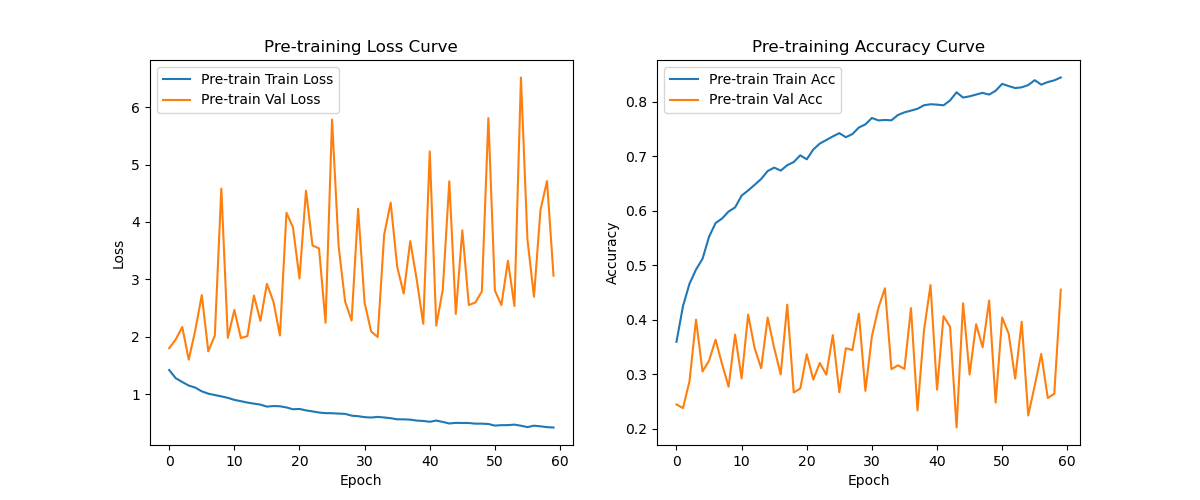 Pre-training Loss Curve
Pre-train Train Loss
Pre-train Val Loss
Loss
6
5
4
3
2
1
0
10
20
30
40
50
60
Epoch
Pre-training Accuracy Curve
Pre-train Train Acc
Pre-train Val Acc
Accuracy
0.8
0.7
0.6
0.5
0.4
0.3
0.2
0
10
20
30
40
50
60
Epoch